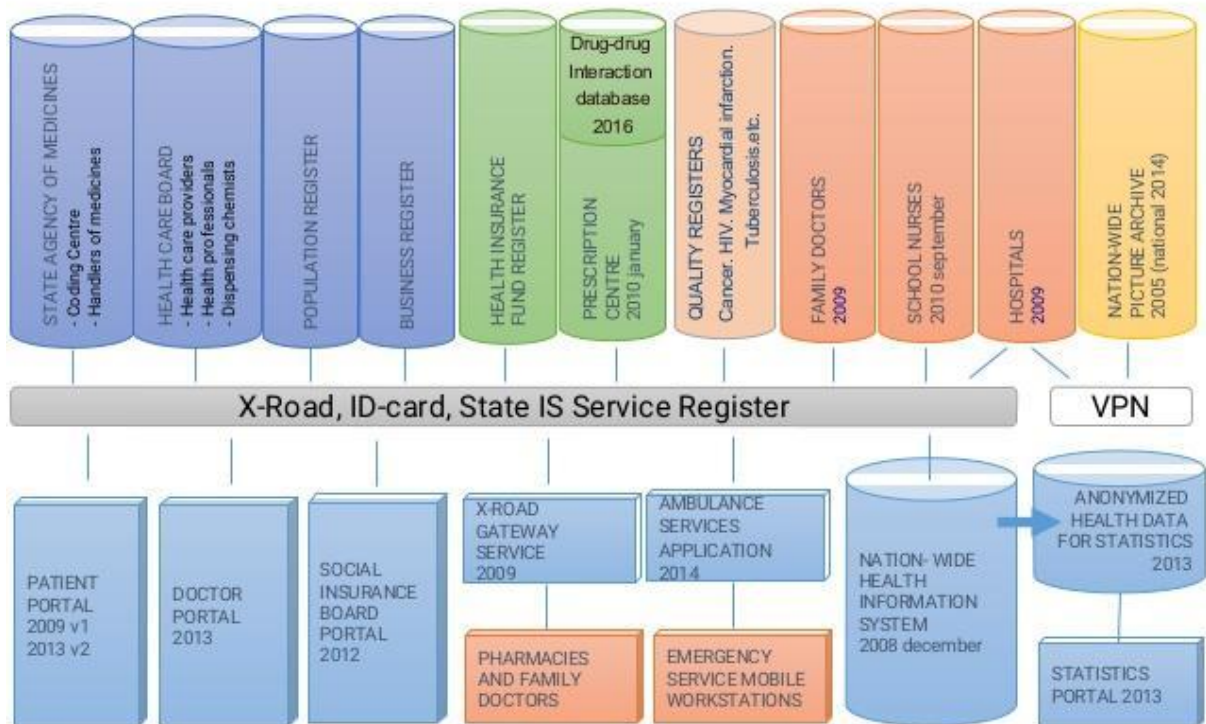 STATE AGENCY OF MEDICINES
- Coding Centre
- Handlers of medicines
HEALTH CARE BOARD
- Health care providers
- Health professionals
- Dispensing chemists
POPULATION REGISTER
BUSINESS REGISTER
HEALTH INSURANCE
FUND REGISTER
Drug-drug
Interaction
database
2016
PRESCRIPTION
CENTRE
2010 january
QUALITY REGISTERS
Cancer. HIV. Myocardial infarction.
Tuberculosis.etc.
FAMILY DOCTORS
2009
SCHOOL NURSES
2010 september
HOSPITALS
2009
NATION-WIDE
PICTURE ARCHIVE
2005 (national 2014)
X-Road, ID-card, State IS Service Register
VPN
PATIENT
PORTAL
2009 v1
2013 v2
DOCTOR
PORTAL
2013
SOCIAL
INSURANCE
BOARD
PORTAL
2012
X-ROAD
GATEWAY
SERVICE
2009
PHARMACIES
AND FAMILY
DOCTORS
AMBULANCE
SERVICES
APPLICATION
2014
EMERGENCY
SERVICE MOBILE
WORKSTATIONS
NATION- WIDE
HEALTH
INFORMATION
SYSTEM
2008 december
ANONYMIZED
HEALTH DATA
FOR STATISTICS
2013
STATISTICS
PORTAL 2013